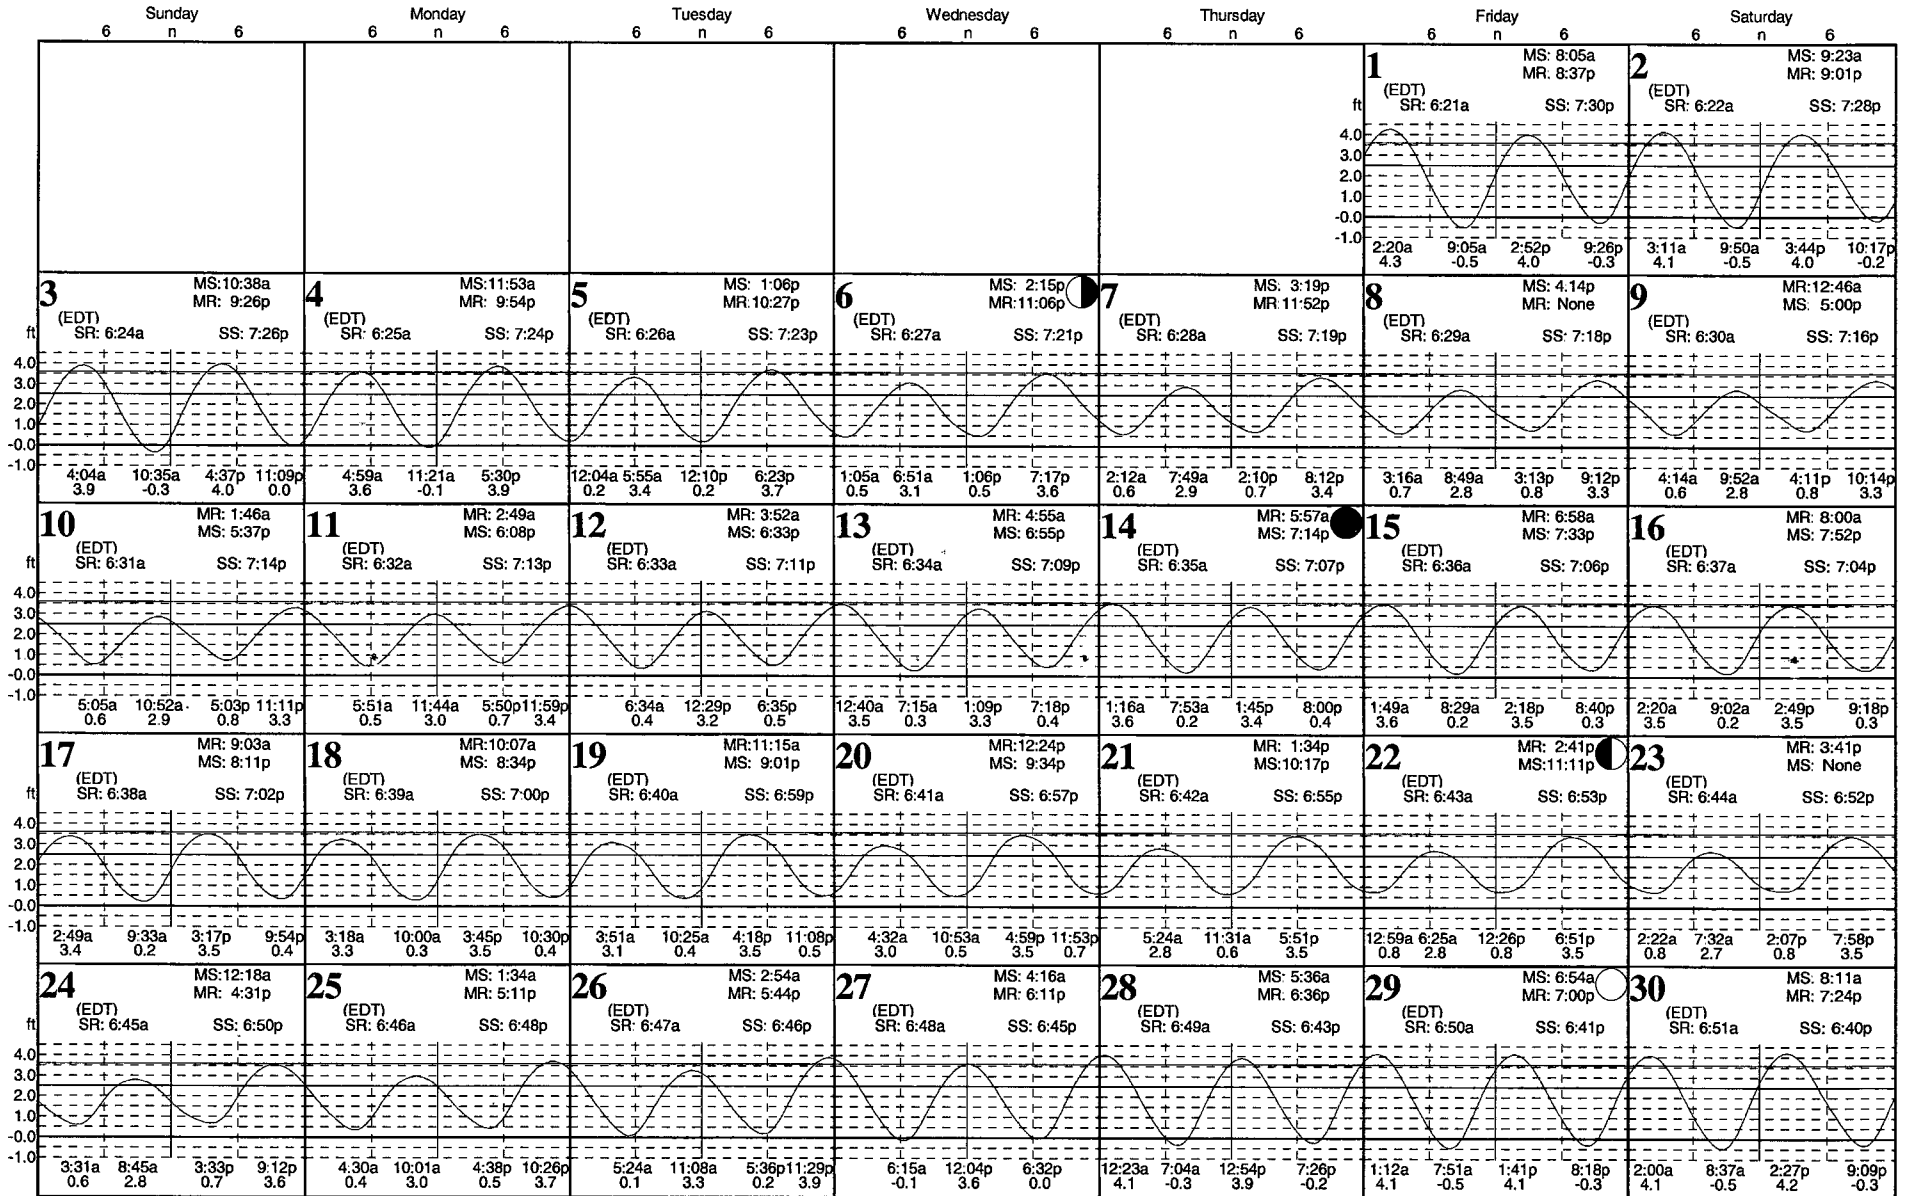 Sunday Monday Tuesday Wednesday Thursday Friday Saturday
6 n 6 6 n 6 6 n 6 6 n 6 6 n 6 6 n 6 6 n 6
1 MS: 8:05a 2 MS: 9:23a
MR: 8:37p MR: 9:01p
(EDT) (EDT)
ft SR: 6:21a SS: 7:30p SR: 6:22a SS: 7:28p
4.0
3.0
2.0
1.0
-0.0
-1.0
2:20a 9:05a 2:52p 9:26p 3:11a 9:50a 3:44p 10:17p
4.3 -0.5 4.0 -0.3 4.1 -0.5 4.0 -0.2
3 MS:10:38a 4 MS:11:53a 5 MS: 1:06p 6 MS: 2:15p 7 MS: 3:19p 8 MS: 4:14p 9 MR:12:46a
MR: 9:26p MR: 9:54p MR:10:27p MR:11:06p MR:11:52p MR: None MS: 5:00p
(EDT) (EDT) (EDT) (EDT) (EDT) (EDT) (EDT)
ft SR: 6:24a SS: 7:26p SR: 6:25a SS: 7:24p SR: 6:26a SS: 7:23p SR: 6:27a SS: 7:21p SR: 6:28a SS: 7:19p SR: 6:29a SS: 7:18p SR: 6:30a SS: 7:16p
4.0
3.0
2.0
1.0
-0.0
-1.0
4:04a 10:35a 4:37p 11:09p 4:59a 11:21a 5:30p 12:04a 5:55a 12:10p 6:23p 1:05a 6:51a 1:06p 7:17p 2:12a 7:49a 2:10p 8:12p 3:16a 8:49a 3:13p 9:12p 4:14a 9:52a 4:11p 10:14p
3.9 -0.3 4.0 0.0 3.6 -0.1 3.9 0.2 3.4 0.2 3.7 0.5 3.1 0.5 3.6 0.6 2.9 0.7 3.4 0.7 2.8 0.8 3.3 0.6 2.8 0.8 3.3
10 MR: 1:46a 11 MR: 2:49a 12 MR: 3:52a 13 MR: 4:55a 14 MR: 5:57a 15 MR: 6:58a 16 MR: 8:00a
MS: 5:37p MS: 6:08p MS: 6:33p MS: 6:55p MS: 7:14p MS: 7:33p MS: 7:52p
(EDT) (EDT) (EDT) (EDT) (EDT) (EDT) (EDT)
ft SR: 6:31a SS: 7:14p SR: 6:32a SS: 7:13p SR: 6:33a SS: 7:11p SR: 6:34a SS: 7:09p SR: 6:35a SS: 7:07p SR: 6:36a SS: 7:06p SR: 6:37a SS: 7:04p
4.0
3.0
2.0
1.0
-0.0
-1.0
5:05a 10:52a 5:03p 11:11p 5:51a 11:44a 5:50p 11:59p 6:34a 12:29p 6:35p 12:40a 7:15a 1:09p 7:18p 1:16a 7:53a 1:45p 8:00p 1:49a 8:29a 2:18p 8:40p 2:20a 9:02a 2:49p 9:18p
0.6 2.9 0.8 3.3 0.5 3.0 0.7 3.4 0.4 3.2 0.5 3.5 0.3 3.3 0.4 3.6 0.2 3.4 0.4 3.6 0.2 3.5 0.3 3.5 0.2 3.5 0.3
17 MR: 9:03a 18 MR:10:07a 19 MR:11:15a 20 MR:12:24p 21 MR: 1:34p 22 MR: 2:41p 23 MR: 3:41p
MS: 8:11p MS: 8:34p MS: 9:01p MS: 9:34p MS:10:17p MS:11:11p MS: None
(EDT) (EDT) (EDT) (EDT) (EDT) (EDT) (EDT)
ft SR: 6:38a SS: 7:02p SR: 6:39a SS: 7:00p SR: 6:40a SS: 6:59p SR: 6:41a SS: 6:57p SR: 6:42a SS: 6:55p SR: 6:43a SS: 6:53p SR: 6:44a SS: 6:52p
4.0
3.0
2.0
1.0
-0.0
-1.0
2:49a 9:33a 3:17p 9:54p 3:18a 10:00a 3:45p 10:30p 3:51a 10:25a 4:18p 11:08p 4:32a 10:53a 4:59p 11:53p 5:24a 11:31a 5:51p 12:59a 6:25a 12:26p 6:51p 2:22a 7:32a 2:07p 7:58p
3.4 0.2 3.5 0.4 3.3 0.3 3.5 0.4 3.1 0.4 3.5 0.5 3.0 0.5 3.5 0.7 2.8 0.6 3.5 0.8 2.8 0.8 3.5 0.8 2.7 0.8 3.5
24 MS:12:18a 25 MS: 1:34a 26 MS: 2:54a 27 MS: 4:16a 28 MS: 5:36a 29 MS: 6:54a 30 MS: 8:11a
MR: 4:31p MR: 5:11p MR: 5:44p MR: 6:11p MR: 6:36p MR: 7:00p MR: 7:24p
(EDT) (EDT) (EDT) (EDT) (EDT) (EDT) (EDT)
ft SR: 6:45a SS: 6:50p SR: 6:46a SS: 6:48p SR: 6:47a SS: 6:46p SR: 6:48a SS: 6:45p SR: 6:49a SS: 6:43p SR: 6:50a SS: 6:41p SR: 6:51a SS: 6:40p
4.0
3.0
2.0
1.0
-0.0
-1.0
3:31a 8:45a 3:33p 9:12p 4:30a 10:01a 4:38p 10:26p 5:24a 11:08a 5:36p 11:29p 6:15a 12:04p 6:32p 12:23a 7:04a 12:54p 7:26p 1:12a 7:51a 1:41p 8:18p 2:00a 8:37a 2:27p 9:09p
0.6 2.8 0.7 3.6 0.4 3.0 0.5 3.7 0.1 3.3 0.2 3.9 -0.1 3.6 0.0 4.1 -0.3 3.9 -0.2 4.1 -0.5 4.1 -0.3 4.1 -0.5 4.2 -0.3